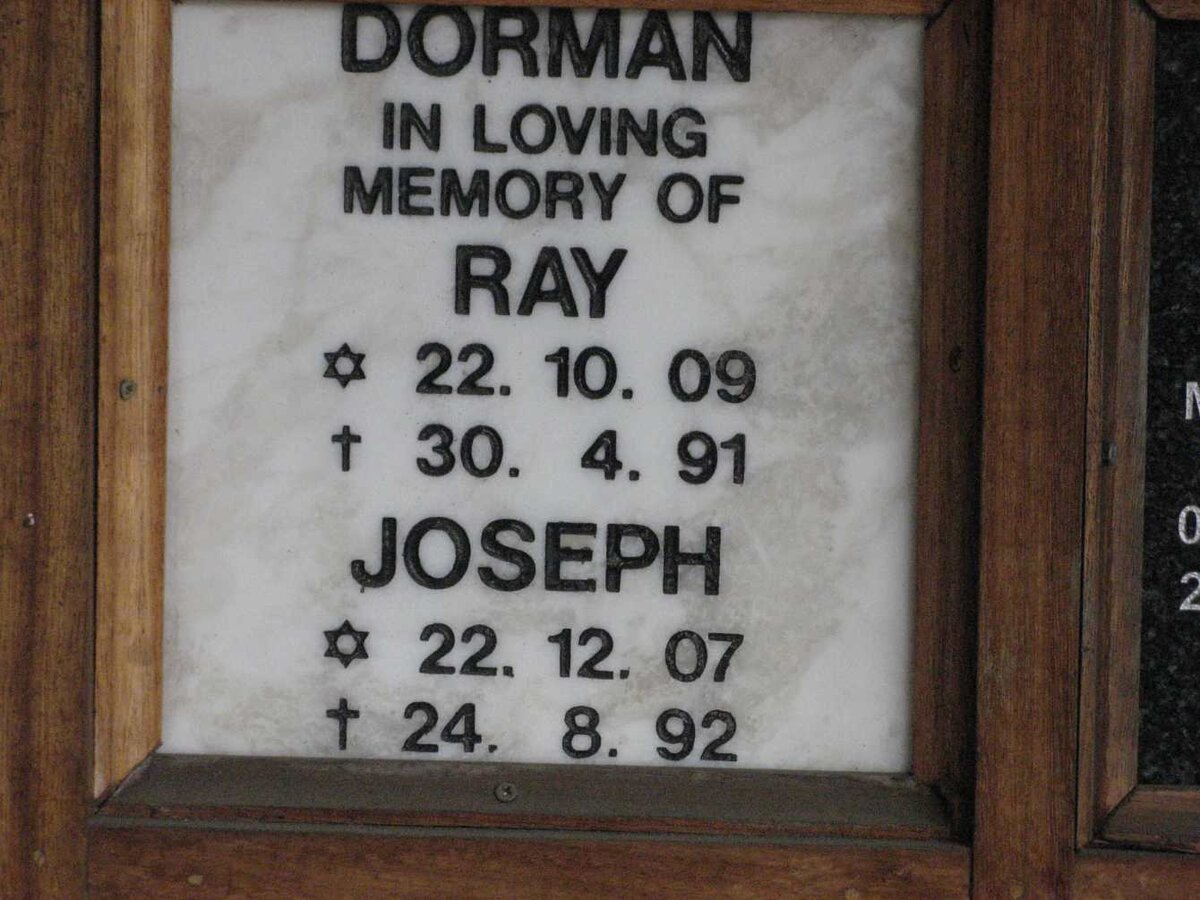 DORMAN
IN LOVING
MEMORY OF
RAY
✡ 22. 10. 09
† 30. 4. 91
JOSEPH
✡ 22. 12. 07
† 24. 8. 92